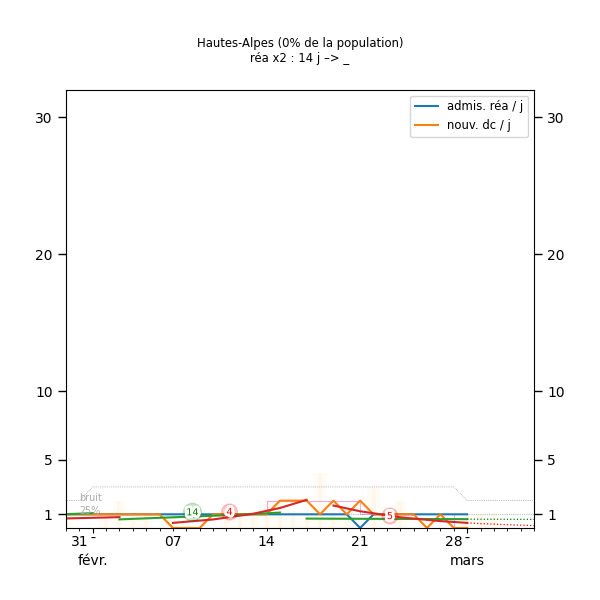 Hautes-Alpes (0% de la population)
réa x2 : 14 j –> _
admis. réa / j
nouv. dc / j
30 30
20 20
10 10
5 5
bruit
25%
14 4 5
1 1
31 07 14 21 28
févr. mars